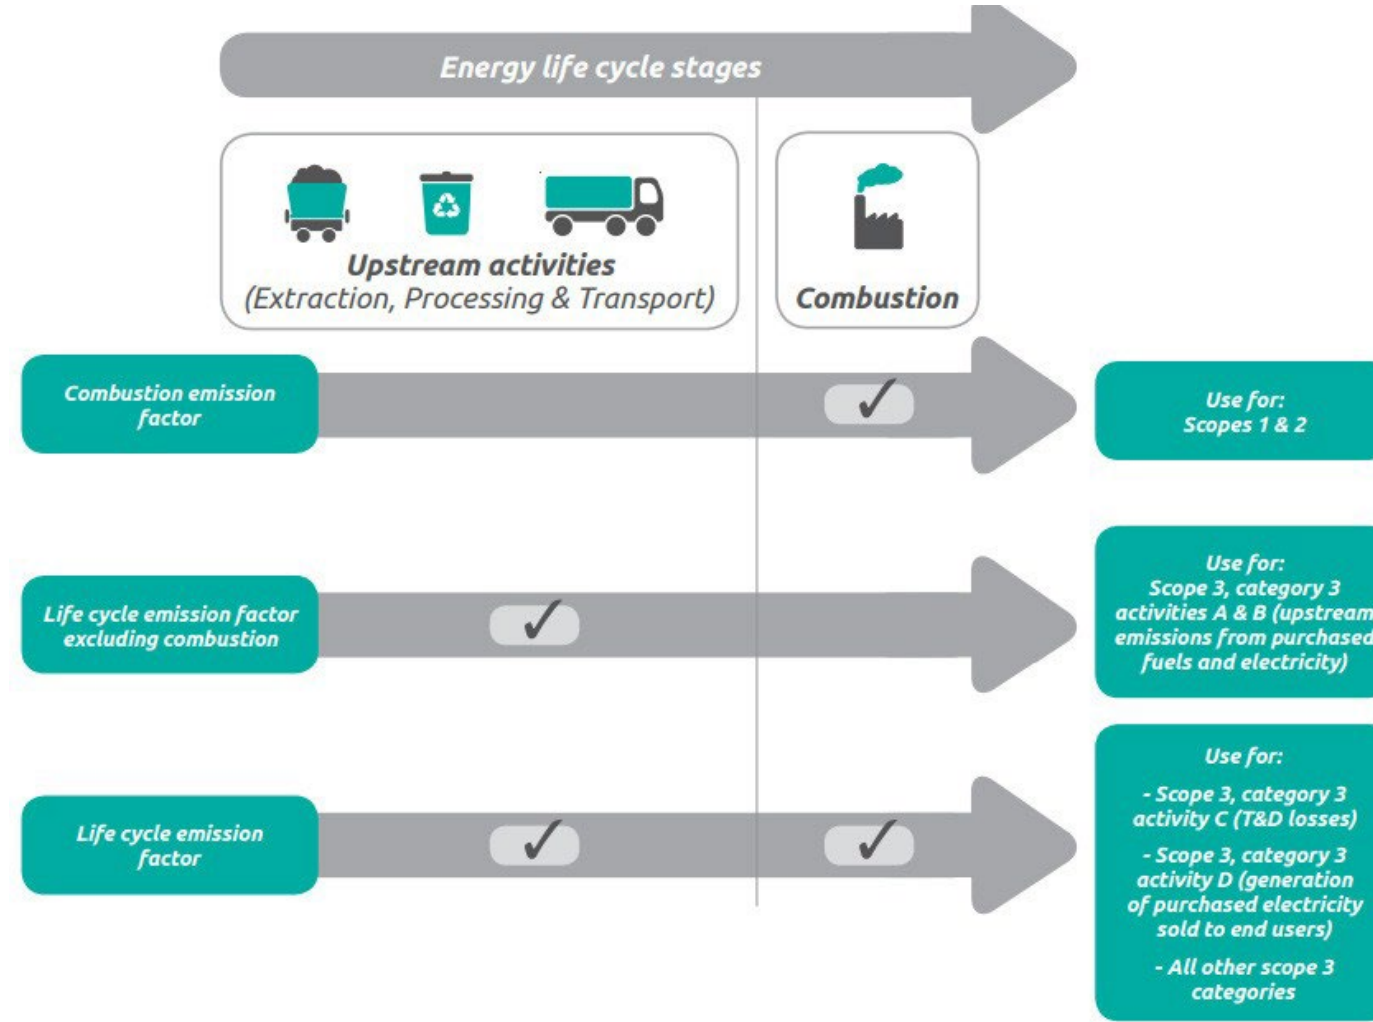 Energy life cycle stages
Upstream activities
(Extraction, Processing & Transport)
Combustion
Combustion emission
factor
Use for:
Scopes 1 & 2
Life cycle emission factor
excluding combustion
Use for:
Scope 3, category 3
activities A & B (upstream
emissions from purchased
fuels and electricity)
Life cycle emission
factor
Use for:
- Scope 3, category 3
activity C (T&D losses)
- Scope 3, category 3
activity D (generation
of purchased electricity
sold to end users)
- All other scope 3
categories